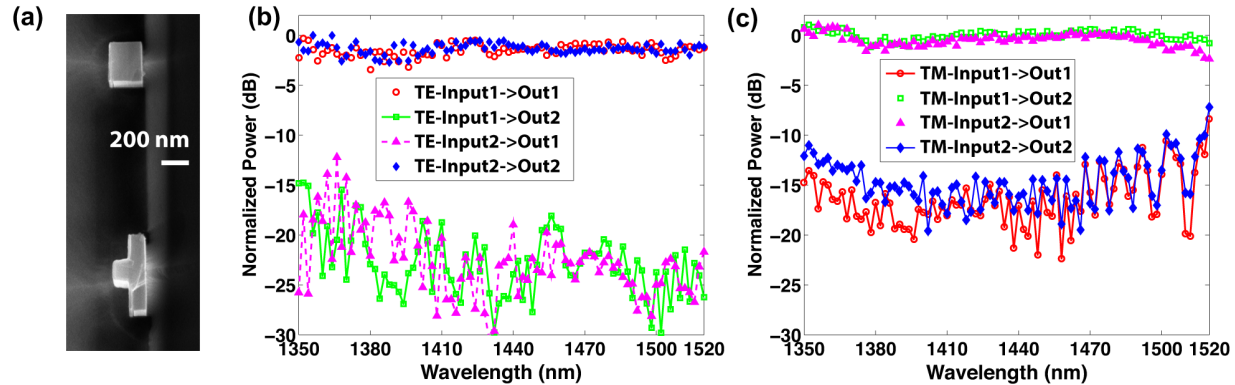 (a)
200 nm
(b)
Normalized Power (dB)
0
−5
−10
−15
−20
−25
−30
TE-Input1->Out1
TE-Input1->Out2
TE-Input2->Out1
TE-Input2->Out2
1350 1380 1410 1440 1470 1500 1520
Wavelength (nm)
(c)
Normalized Power (dB)
0
−5
−10
−15
−20
−25
−30
TM-Input1->Out1
TM-Input1->Out2
TM-Input2->Out1
TM-Input2->Out2
1350 1380 1410 1440 1470 1500 1520
Wavelength (nm)